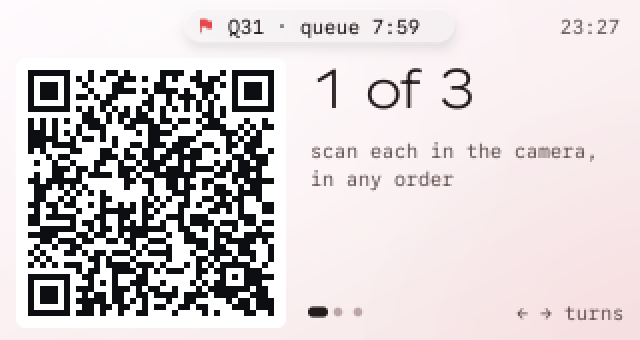 Q31 · queue 7:59
23:27
1 of 3
scan each in the camera,
in any order
← → turns